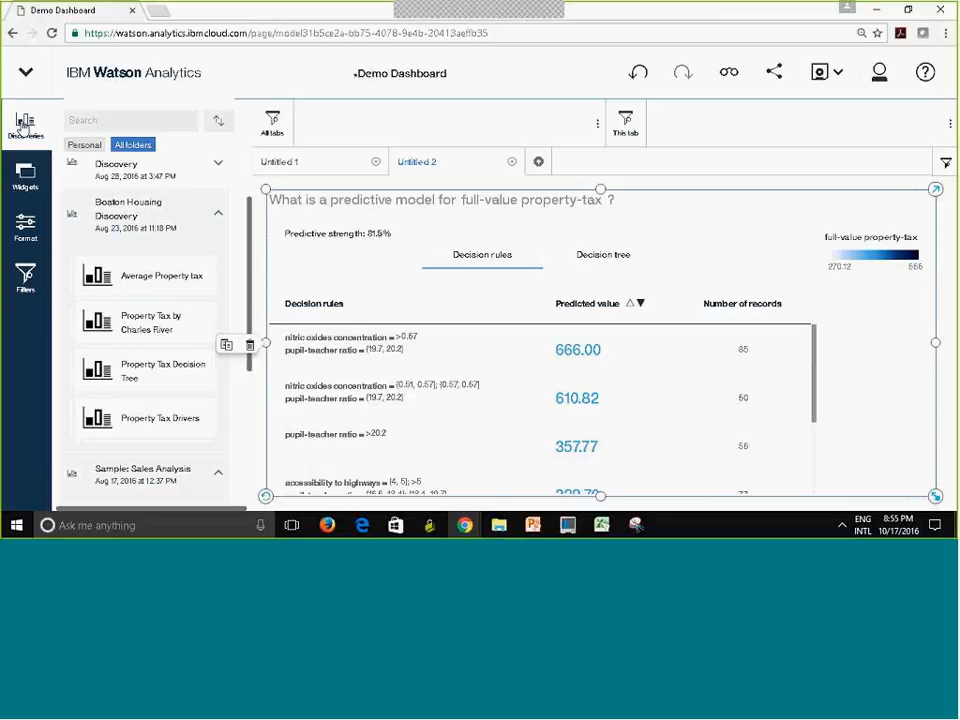 Demo Dashboard
https://watson.analytics.ibmcloud.com/page/model31b5ce2a-bb75-4078-9e4b-20413aeffb35
IBM Watson Analytics
Demo Dashboard
Discoveries
Search
All tabs
This tab
Personal
All folders
Discovery
Aug 28, 2016 at 3:47 PM
Untitled 1
Untitled 2
Widgets
Boston Housing
Discovery
Aug 23, 2016 at 11:18 PM
What is a predictive model for full-value property-tax ?
Format
Predictive strength: 81.5%
full-value property-tax
Decision rules
Decision tree
270.12
666
Filters
Average Property tax
Decision rules
Predicted value
Number of records
Property Tax by
Charles River
nitric oxides concentration = >0.67
pupil-teacher ratio = (19.7, 20.2]
666.00
85
Property Tax Decision
Tree
nitric oxides concentration = (0.51, 0.57]; (0.57, 0.67]
pupil-teacher ratio = (19.7, 20.2]
610.82
50
Property Tax Drivers
pupil-teacher ratio = >20.2
357.77
56
Sample: Sales Analysis
Aug 17, 2016 at 12:37 PM
accessibility to highways = (4, 5]; >5
Ask me anything
ENG
INTL
8:55 PM
10/17/2016